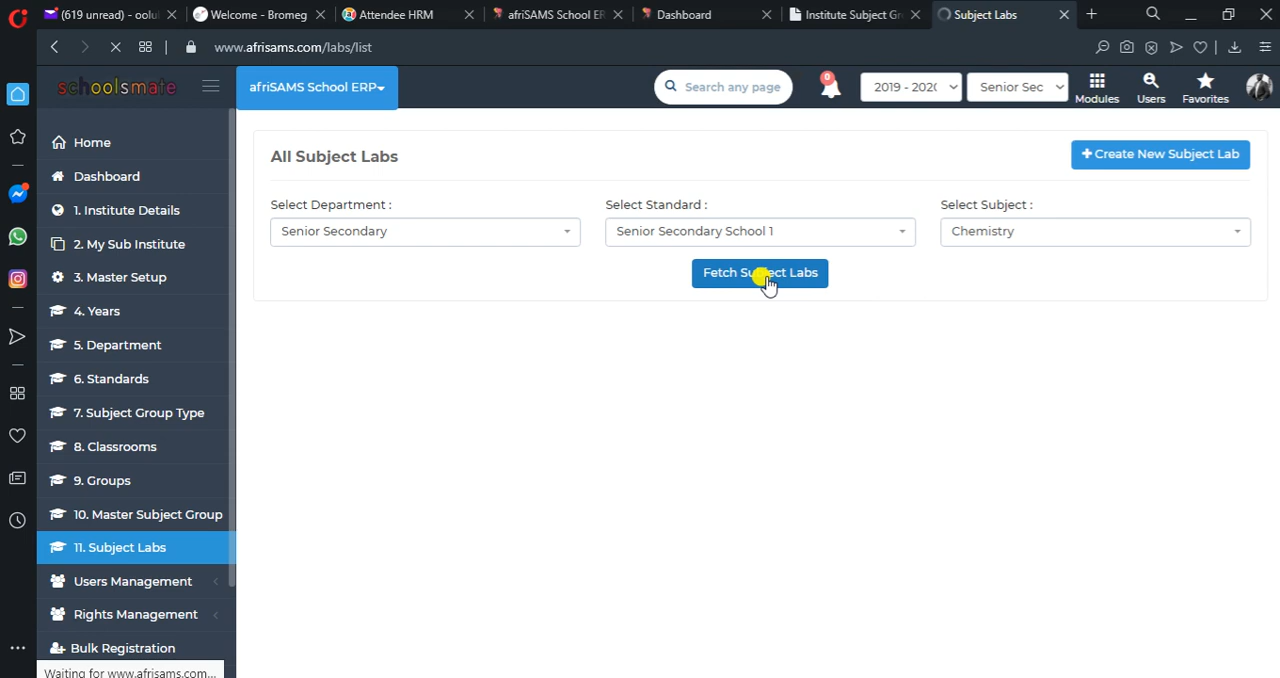 (619 unread) - oolu
Welcome - Bromeg
Attendee HRM
afriSAMS School ER
Dashboard
Institute Subject Gr
Subject Labs
www.afrisams.com/labs/list
schoolsmate
afriSAMS School ERP
Search any page
0
2019 - 202
Senior Sec
Modules
Users
Favorites
Home
Dashboard
1. Institute Details
2. My Sub Institute
3. Master Setup
4. Years
5. Department
6. Standards
7. Subject Group Type
8. Classrooms
9. Groups
10. Master Subject Group
11. Subject Labs
Users Management
Rights Management
Bulk Registration
Waiting for www.afrisams.com...
All Subject Labs
+ Create New Subject Lab
Select Department :
Select Standard :
Select Subject :
Senior Secondary
Senior Secondary School 1
Chemistry
Fetch Subject Labs